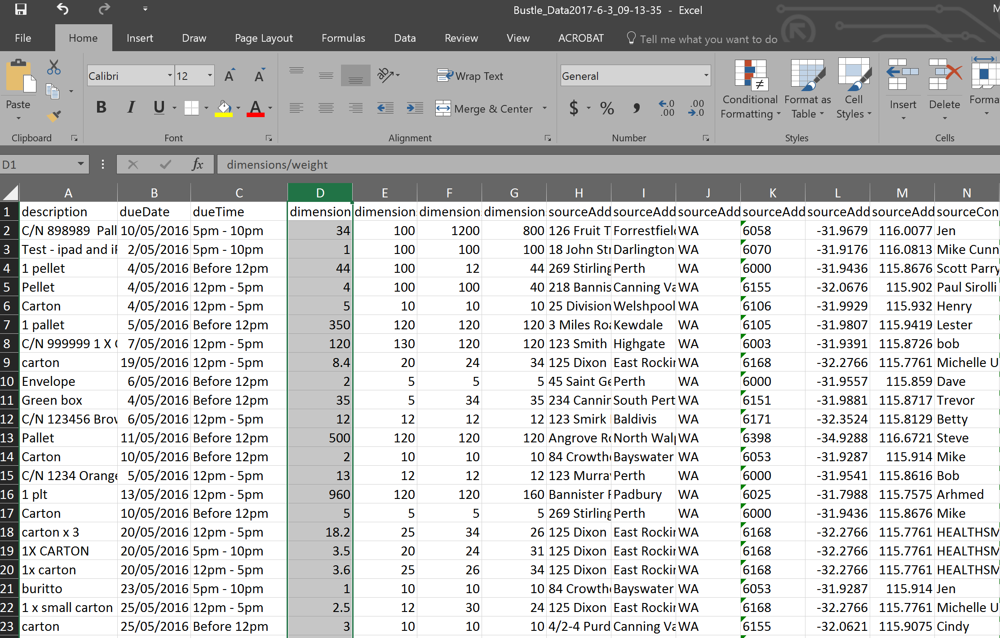 Bustle_Data2017-6-3_09-13-35 - Excel
File Home Insert Draw Page Layout Formulas Data Review View ACROBAT Tell me what you want to do
Calibri 12 A A Wrap Text General
Paste B I U A Merge & Center $ % , .0 .00 .00 .0 Conditional Formatting Format as Table Cell Styles Insert Delete
Clipboard Font Alignment Number Styles Cells
D1 fx dimensions/weight
A B C D E F G H I J K L M N
1 description dueDate dueTime dimension dimension dimension dimension sourceAdd sourceAdd sourceAdd sourceAdd sourceAdd sourceAdd sourceCon
2 C/N 898989 Pall 10/05/2016 5pm - 10pm 34 100 1200 800 126 Fruit T Forrestfield WA 6058 -31.9679 116.0077 Jen
3 Test - ipad and 2/05/2016 5pm - 10pm 1 100 100 100 18 John Str Darlington WA 6070 -31.9176 116.0813 Mike Cunn
4 1 pellet 4/05/2016 Before 12pm 44 100 12 44 269 Stirling Perth WA 6000 -31.9436 115.8676 Scott Parry
5 Pellet 4/05/2016 12pm - 5pm 4 100 100 40 218 Bannis Canning Va WA 6155 -32.0676 115.902 Paul Sirolli
6 Carton 4/05/2016 12pm - 5pm 5 10 10 10 25 Division Welshpool WA 6106 -31.9929 115.932 Henry
7 1 pallet 5/05/2016 Before 12pm 350 120 120 120 3 Miles Roa Kewdale WA 6105 -31.9807 115.9419 Lester
8 C/N 999999 1 X 7/05/2016 12pm - 5pm 120 130 120 120 123 Smith Highgate WA 6003 -31.9391 115.8726 bob
9 carton 19/05/2016 12pm - 5pm 8.4 20 24 34 125 Dixon East Rockin WA 6168 -32.2766 115.7761 Michelle U
10 Envelope 6/05/2016 Before 12pm 2 5 5 5 45 Saint Ge Perth WA 6000 -31.9557 115.859 Dave
11 Green box 4/05/2016 Before 12pm 35 5 34 35 234 Cannin South Pert WA 6151 -31.9881 115.8717 Trevor
12 C/N 123456 Brow 6/05/2016 12pm - 5pm 12 12 12 12 123 Smirk Baldivis WA 6171 -32.3524 115.8129 Betty
13 Pallet 11/05/2016 Before 12pm 500 120 120 120 Angrove Ro North Walp WA 6398 -34.9288 116.6721 Steve
14 Carton 10/05/2016 Before 12pm 2 10 10 10 84 Crowthe Bayswater WA 6053 -31.9287 115.914 Mike
15 C/N 1234 Orange 5/05/2016 12pm - 5pm 13 12 12 12 123 Murray Perth WA 6000 -31.9541 115.8616 Bob
16 1 plt 13/05/2016 12pm - 5pm 960 120 120 160 Bannister Padbury WA 6025 -31.7988 115.7575 Arhmed
17 Carton 10/05/2016 Before 12pm 5 5 5 5 269 Stirling Perth WA 6000 -31.9436 115.8676 Mike
18 carton x 3 20/05/2016 12pm - 5pm 18.2 25 34 26 125 Dixon East Rockin WA 6168 -32.2766 115.7761 HEALTHSM
19 1X CARTON 20/05/2016 5pm - 10pm 3.5 20 24 31 125 Dixon East Rockin WA 6168 -32.2766 115.7761 HEALTHSM
20 1x carton 20/05/2016 12pm - 5pm 3.6 25 26 34 125 Dixon East Rockin WA 6168 -32.2766 115.7761 HEALTHSM
21 buritto 23/05/2016 5pm - 10pm 1 10 10 10 84 Crowthe Bayswater WA 6053 -31.9287 115.914 Jen
22 1 x small carton 25/05/2016 12pm - 5pm 2.5 12 30 24 125 Dixon East Rockin WA 6168 -32.2766 115.7761 Michelle U
23 carton 25/05/2016 Before 12pm 3 10 10 10 4/2-4 Purd Canning Va WA 6155 -32.0621 115.9075 Cindy